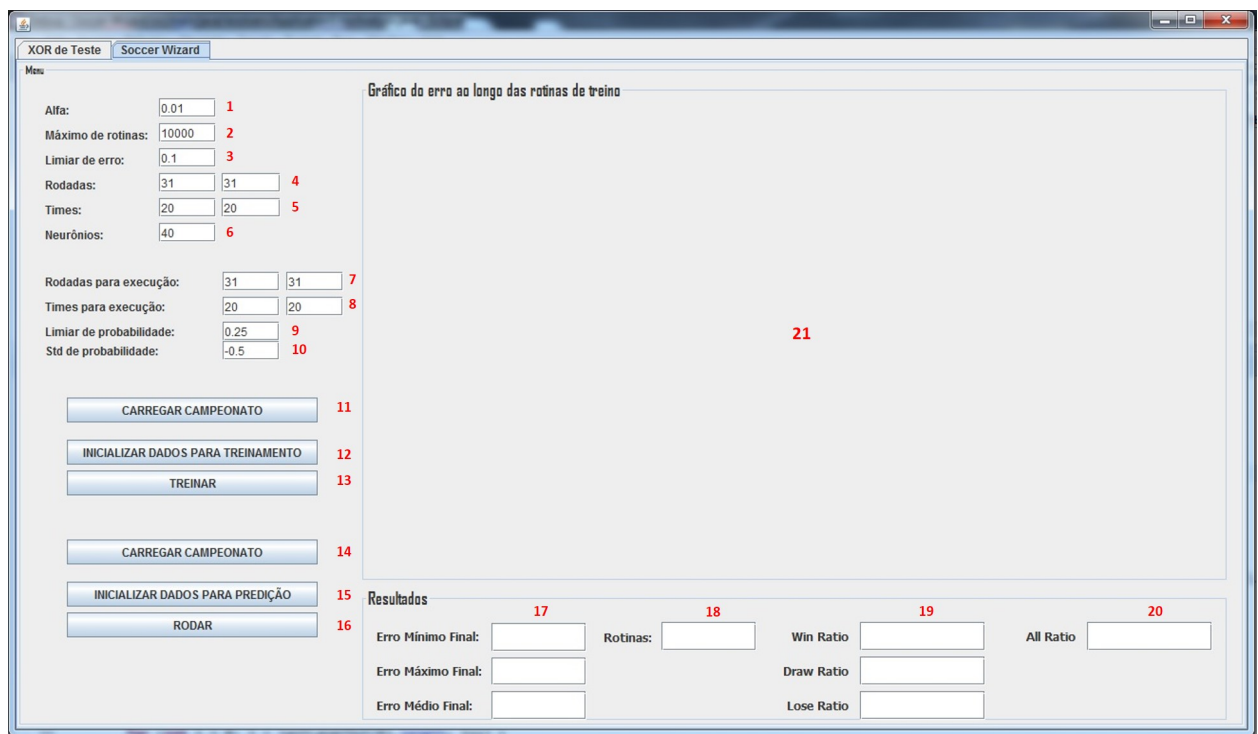 XOR de Teste Soccer Wizard
Menu
Alfa: 0.01 1
Máximo de rotinas: 10000 2
Limiar de erro: 0.1 3
Rodadas: 31 31 4
Times: 20 20 5
Neurônios: 40 6
Rodadas para execução: 31 31 7
Times para execução: 20 20 8
Limiar de probabilidade: 0.25 9
Std de probabilidade: -0.5 10
CARREGAR CAMPEONATO 11
INICIALIZAR DADOS PARA TREINAMENTO 12
TREINAR 13
CARREGAR CAMPEONATO 14
INICIALIZAR DADOS PARA PREDIÇÃO 15
RODAR 16
Gráfico do erro ao longo das rotinas de treino
21
Resultados
17 18 19 20
Erro Mínimo Final: Rotinas: Win Ratio All Ratio
Erro Máximo Final: Draw Ratio
Erro Médio Final: Lose Ratio